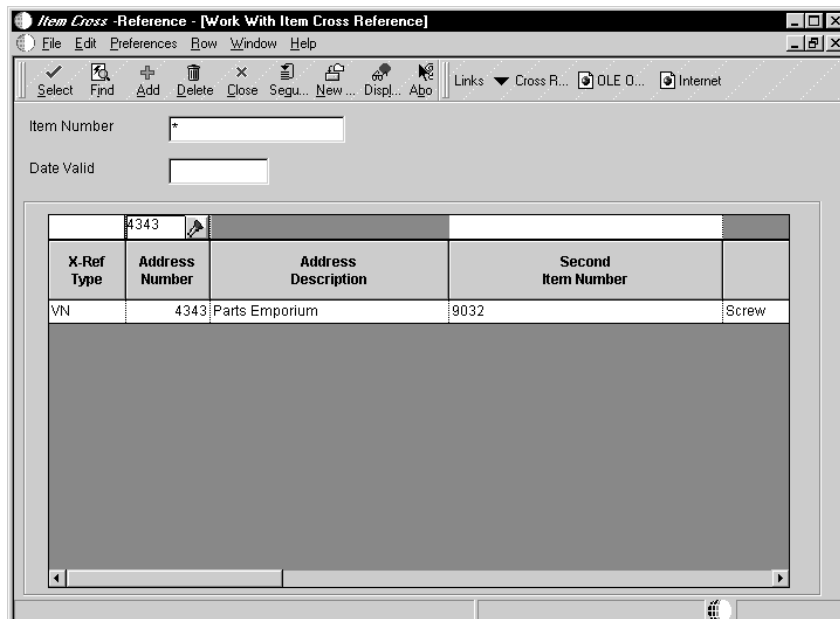 Item Cross -Reference - [Work With Item Cross Reference]
File Edit Preferences Row Window Help
Select Find Add Delete Close Sequ... New ... Displ... Abo Links Cross R... OLE O... Internet
Item Number *
Date Valid
4343
X-Ref Type Address Number Address Description Second Item Number
VN 4343 Parts Emporium 9032 Screw